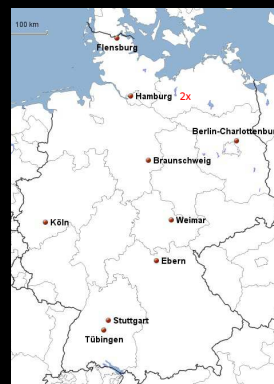 100 km
Flensburg
Hamburg 2x
Berlin-Charlottenbur
Braunschweig
Köln
Weimar
Ebern
Stuttgart
Tübingen